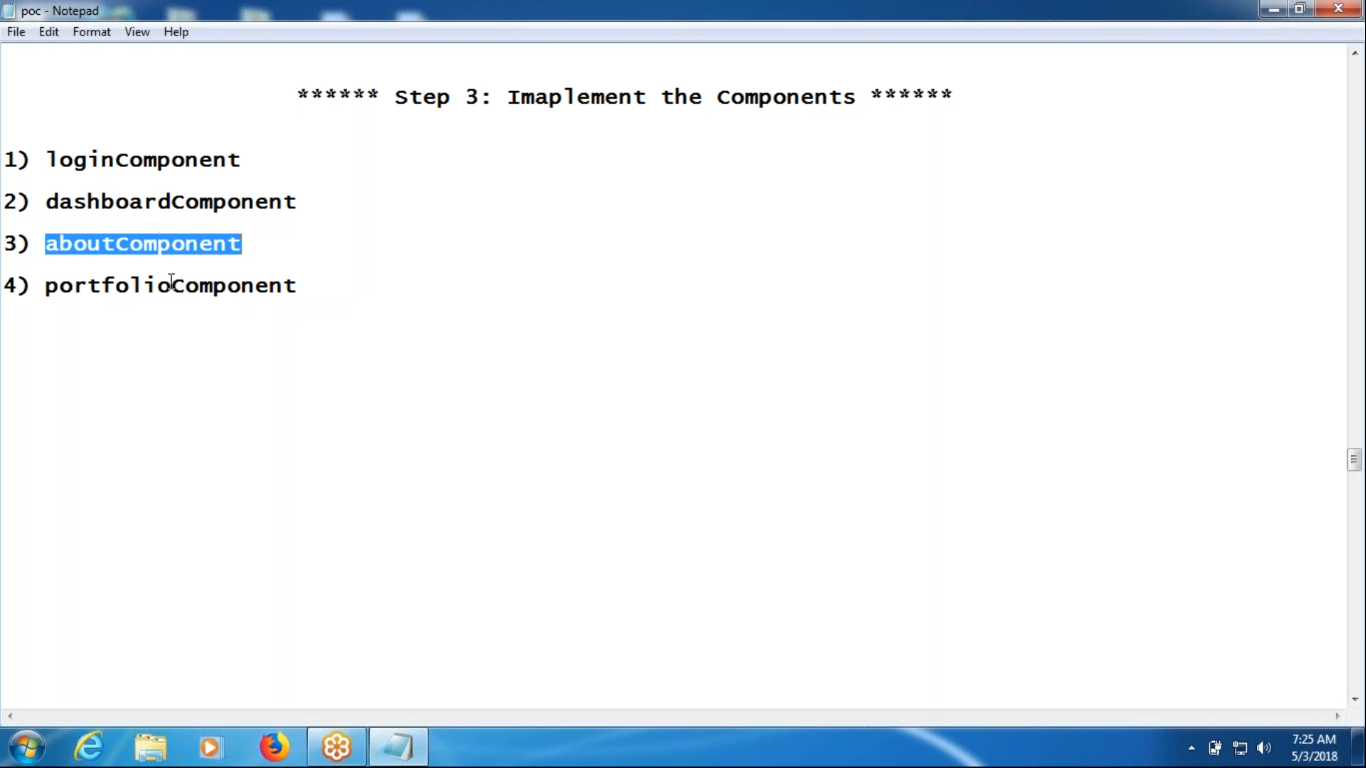 poc - Notepad
File Edit Format View Help
****** Step 3: Imaplement the Components ******
1) loginComponent
2) dashboardComponent
3) aboutComponent
4) portfolioComponent
7:25 AM
5/3/2018